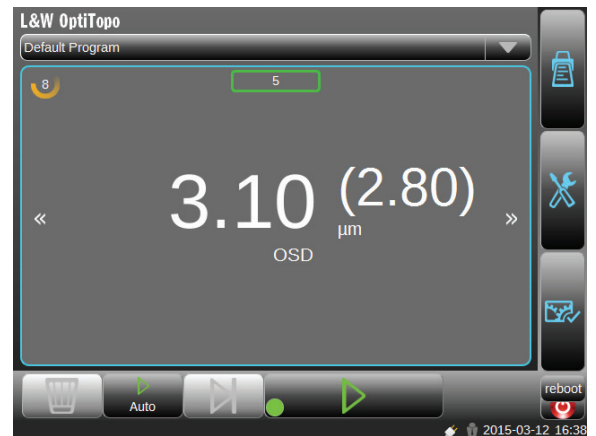 L&W OptiTopo
Default Program
8
5
« 3.10 (2.80) »
µm
OSD
Auto
reboot
2015-03-12 16:38